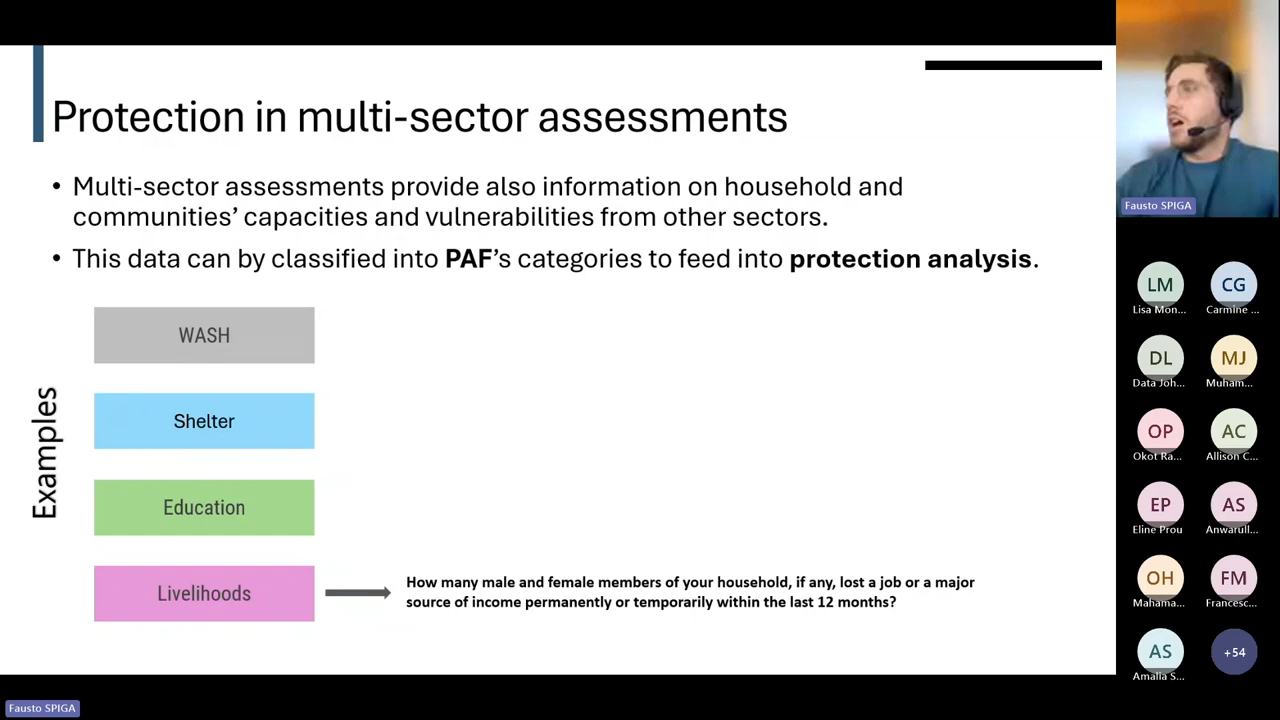 Protection in multi-sector assessments
• Multi-sector assessments provide also information on household and
communities’ capacities and vulnerabilities from other sectors.
• This data can by classified into PAF’s categories to feed into protection analysis.
Examples
WASH
Shelter
Education
Livelihoods
How many male and female members of your household, if any, lost a job or a major
source of income permanently or temporarily within the last 12 months?
Fausto SPIGA
LM
Lisa Mon...
CG
Carmine ...
DL
Data Joh...
MJ
Muham...
OP
Okot Ra...
AC
Allison C...
EP
Eline Prou
AS
Anwarull...
OH
Mahama...
FM
Francesc...
AS
Amalia S...
+54
Fausto SPIGA